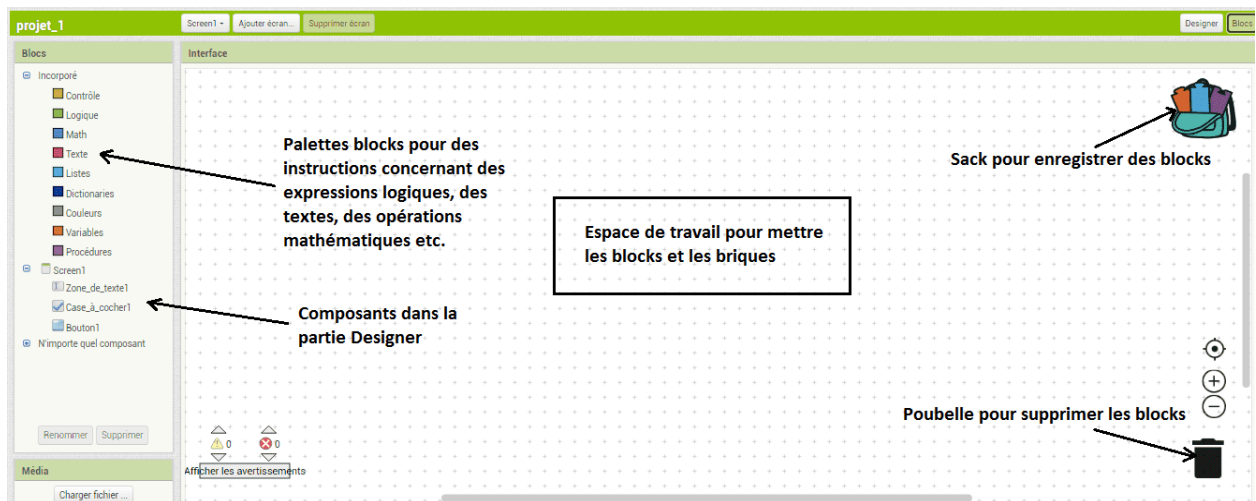 projet_1
Screen1
Ajouter écran...
Supprimer écran
Designer
Blocs
Blocs
Interface
Incorporé
Contrôle
Logique
Math
Texte
Listes
Dictionaries
Couleurs
Variables
Procédures
Screen1
Zone_de_texte1
Case_à_cocher1
Bouton1
N'importe quel composant
Renommer
Supprimer
Média
Charger fichier ...
Palettes blocks pour des
instructions concernant des
expressions logiques, des
textes, des opérations
mathématiques etc.
Composants dans la
partie Designer
Espace de travail pour mettre
les blocks et les briques
Sack pour enregistrer des blocks
Poubelle pour supprimer les blocks
0
0
Afficher les avertissements